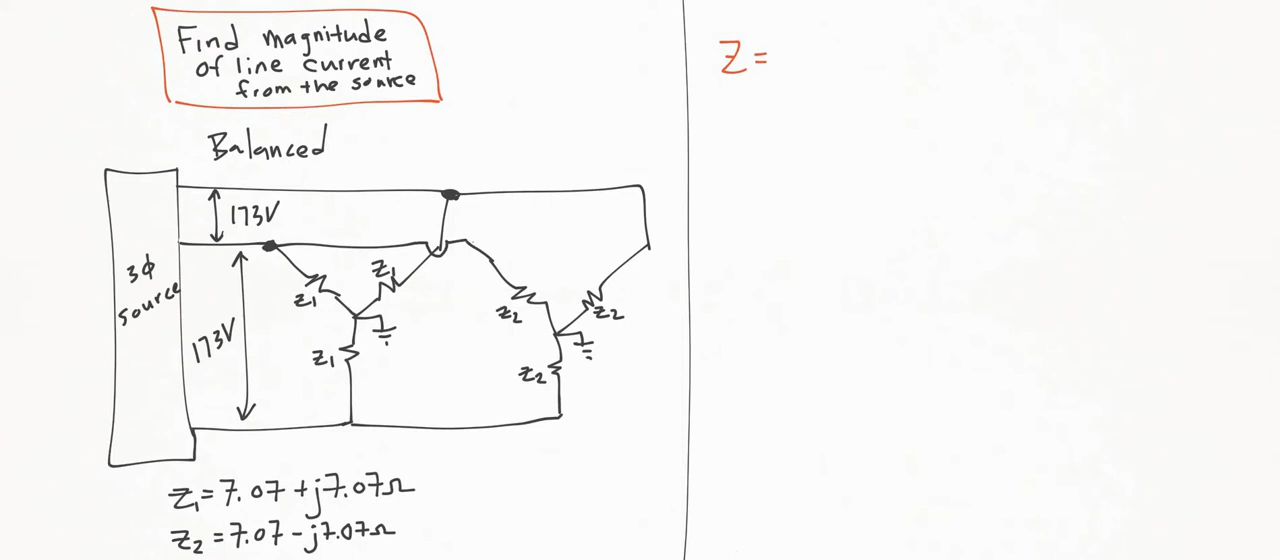 Find magnitude
of line current
from the source
Balanced
173V
3ϕ
source
173V
Z₁
Z₁
Z₁
Z₂
Z₂
Z₂
Z₁ = 7.07 + j7.07Ω
Z₂ = 7.07 - j7.07Ω
Z =